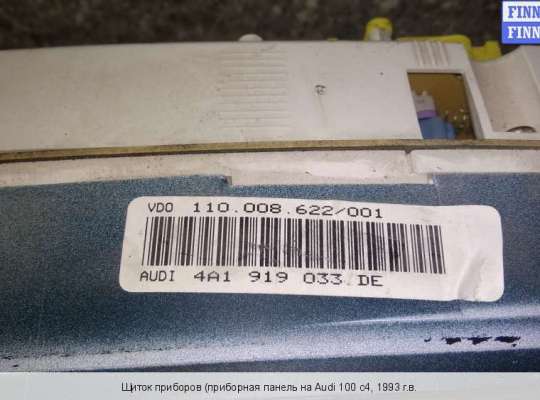 FINN
FINN
VDO 110.008.622/001
AUDI 4A1 919 033 DE
Щиток приборов (приборная панель на Audi 100 c4, 1993 г.в.